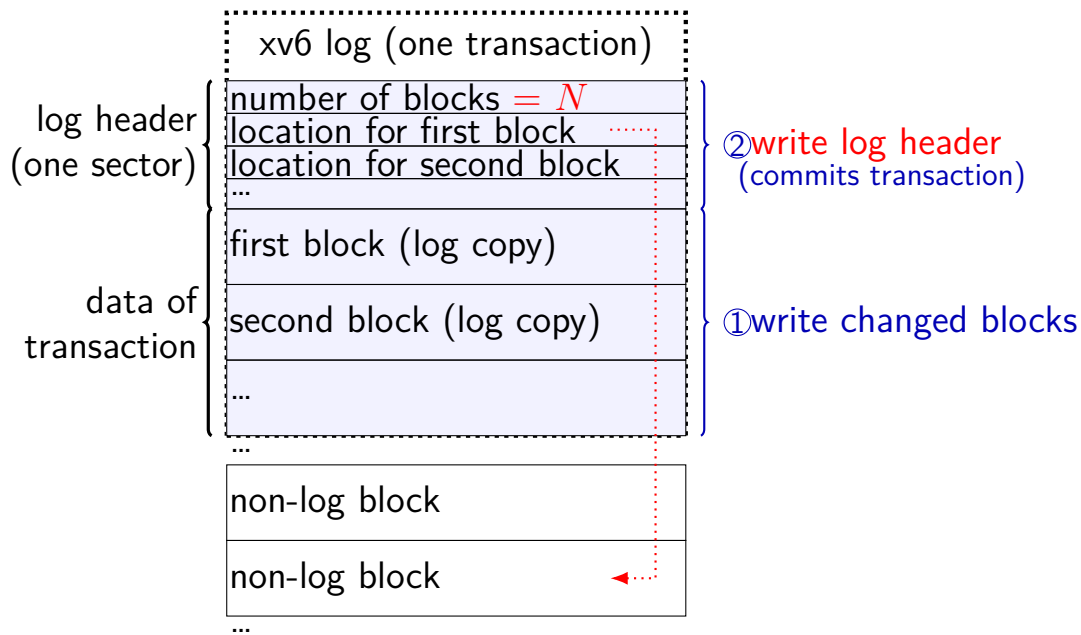 xv6 log (one transaction)
log header
(one sector)
number of blocks = N
location for first block
location for second block
...
②write log header
(commits transaction)
data of
transaction
first block (log copy)
second block (log copy)
...
①write changed blocks
...
non-log block
non-log block
...